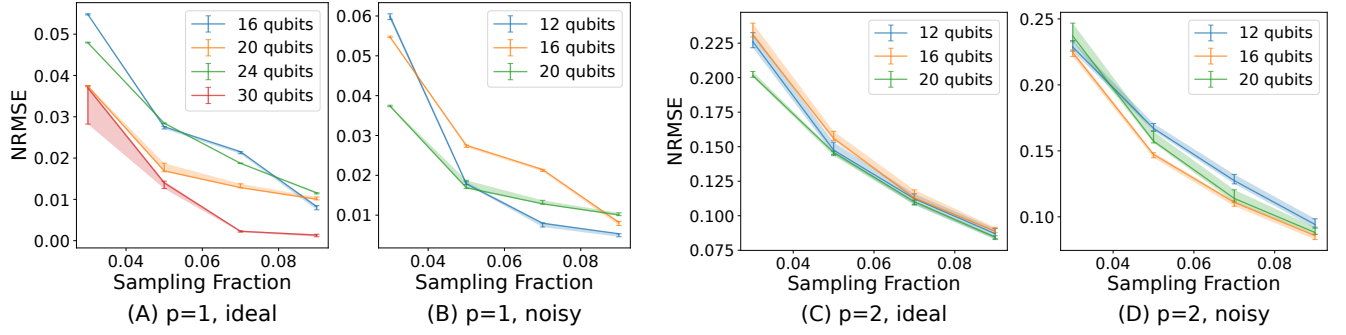 NRMSE
0.05
0.04
0.03
0.02
0.01
0.00
16 qubits
20 qubits
24 qubits
30 qubits
0.04 0.06 0.08
Sampling Fraction
(A) p=1, ideal
0.06
0.05
0.04
0.03
0.02
0.01
12 qubits
16 qubits
20 qubits
0.04 0.06 0.08
Sampling Fraction
(B) p=1, noisy
NRMSE
0.225
0.200
0.175
0.150
0.125
0.100
0.075
12 qubits
16 qubits
20 qubits
0.04 0.06 0.08
Sampling Fraction
(C) p=2, ideal
0.25
0.20
0.15
0.10
12 qubits
16 qubits
20 qubits
0.04 0.06 0.08
Sampling Fraction
(D) p=2, noisy